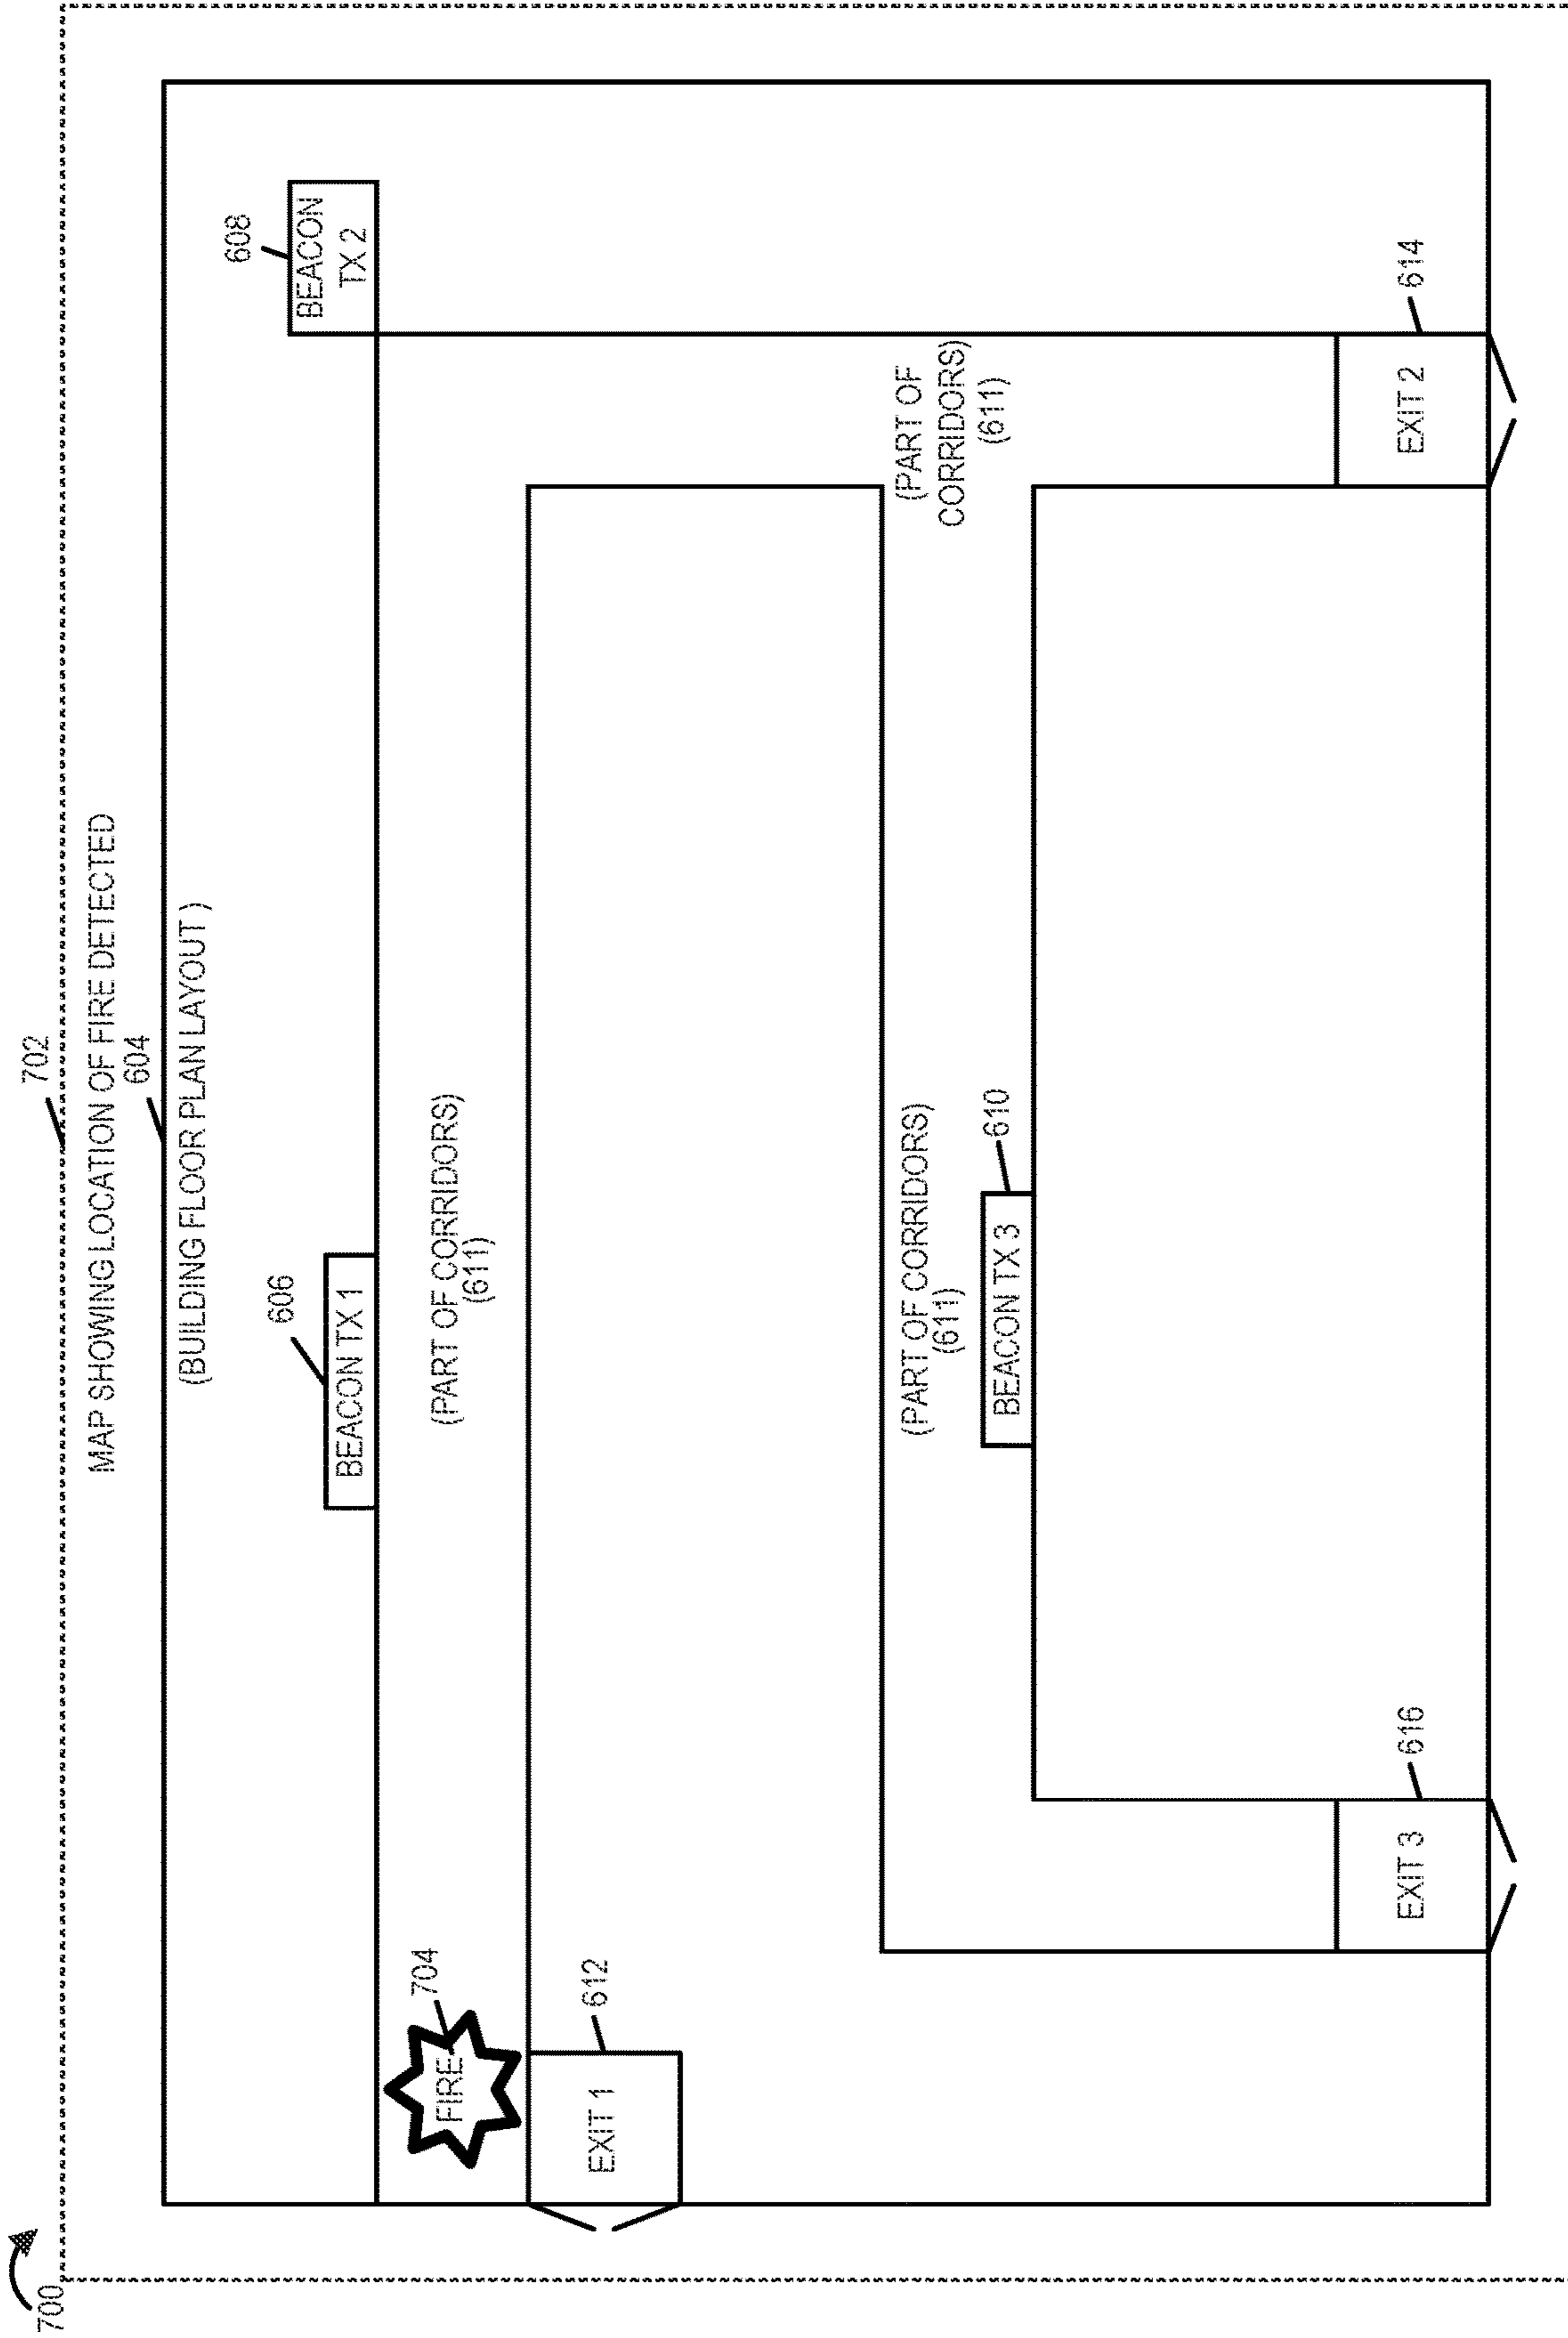 700
702
MAP SHOWING LOCATION OF FIRE DETECTED
604
(BUILDING FLOOR PLAN LAYOUT )
606
608
BEACON TX 1
BEACON
TX 2
704
FIRE
(PART OF CORRIDORS)
(611)
EXIT 1
612
(PART OF CORRIDORS)
(611)
(PART OF
CORRIDORS)
(611)
BEACON TX 3
610
EXIT 3
616
EXIT 2
614